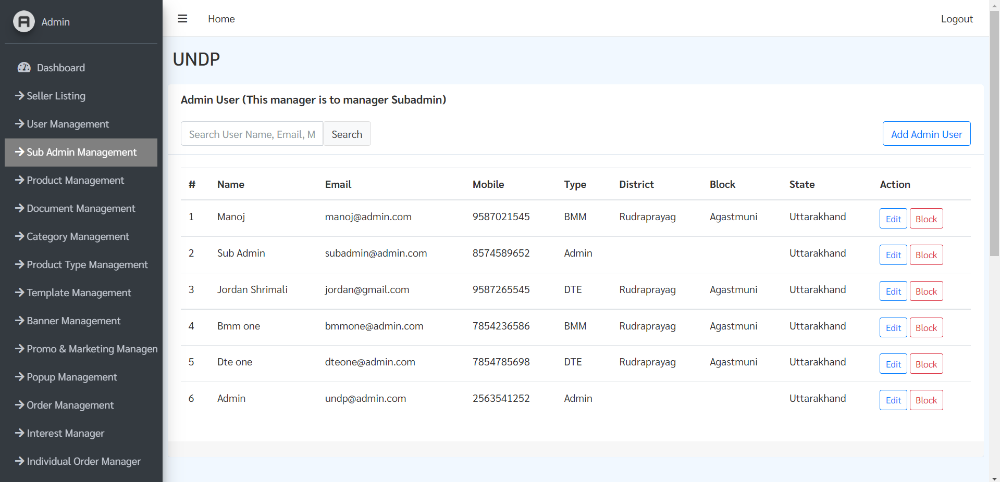 Admin
Home
Logout
UNDP
Dashboard
Seller Listing
User Management
Sub Admin Management
Product Management
Document Management
Category Management
Product Type Management
Template Management
Banner Management
Promo & Marketing Managem
Popup Management
Order Management
Interest Manager
Individual Order Manager
Admin User (This manager is to manager Subadmin)
Search User Name, Email, M Search Add Admin User
# Name Email Mobile Type District Block State Action
1 Manoj manoj@admin.com 9587021545 BMM Rudraprayag Agastmuni Uttarakhand Edit Block
2 Sub Admin subadmin@admin.com 8574589652 Admin Uttarakhand Edit Block
3 Jordan Shrimali jordan@gmail.com 9587265545 DTE Rudraprayag Agastmuni Uttarakhand Edit Block
4 Bmm one bmmone@admin.com 7854236586 BMM Rudraprayag Agastmuni Uttarakhand Edit Block
5 Dte one dteone@admin.com 7854785698 DTE Rudraprayag Agastmuni Uttarakhand Edit Block
6 Admin undp@admin.com 2563541252 Admin Uttarakhand Edit Block